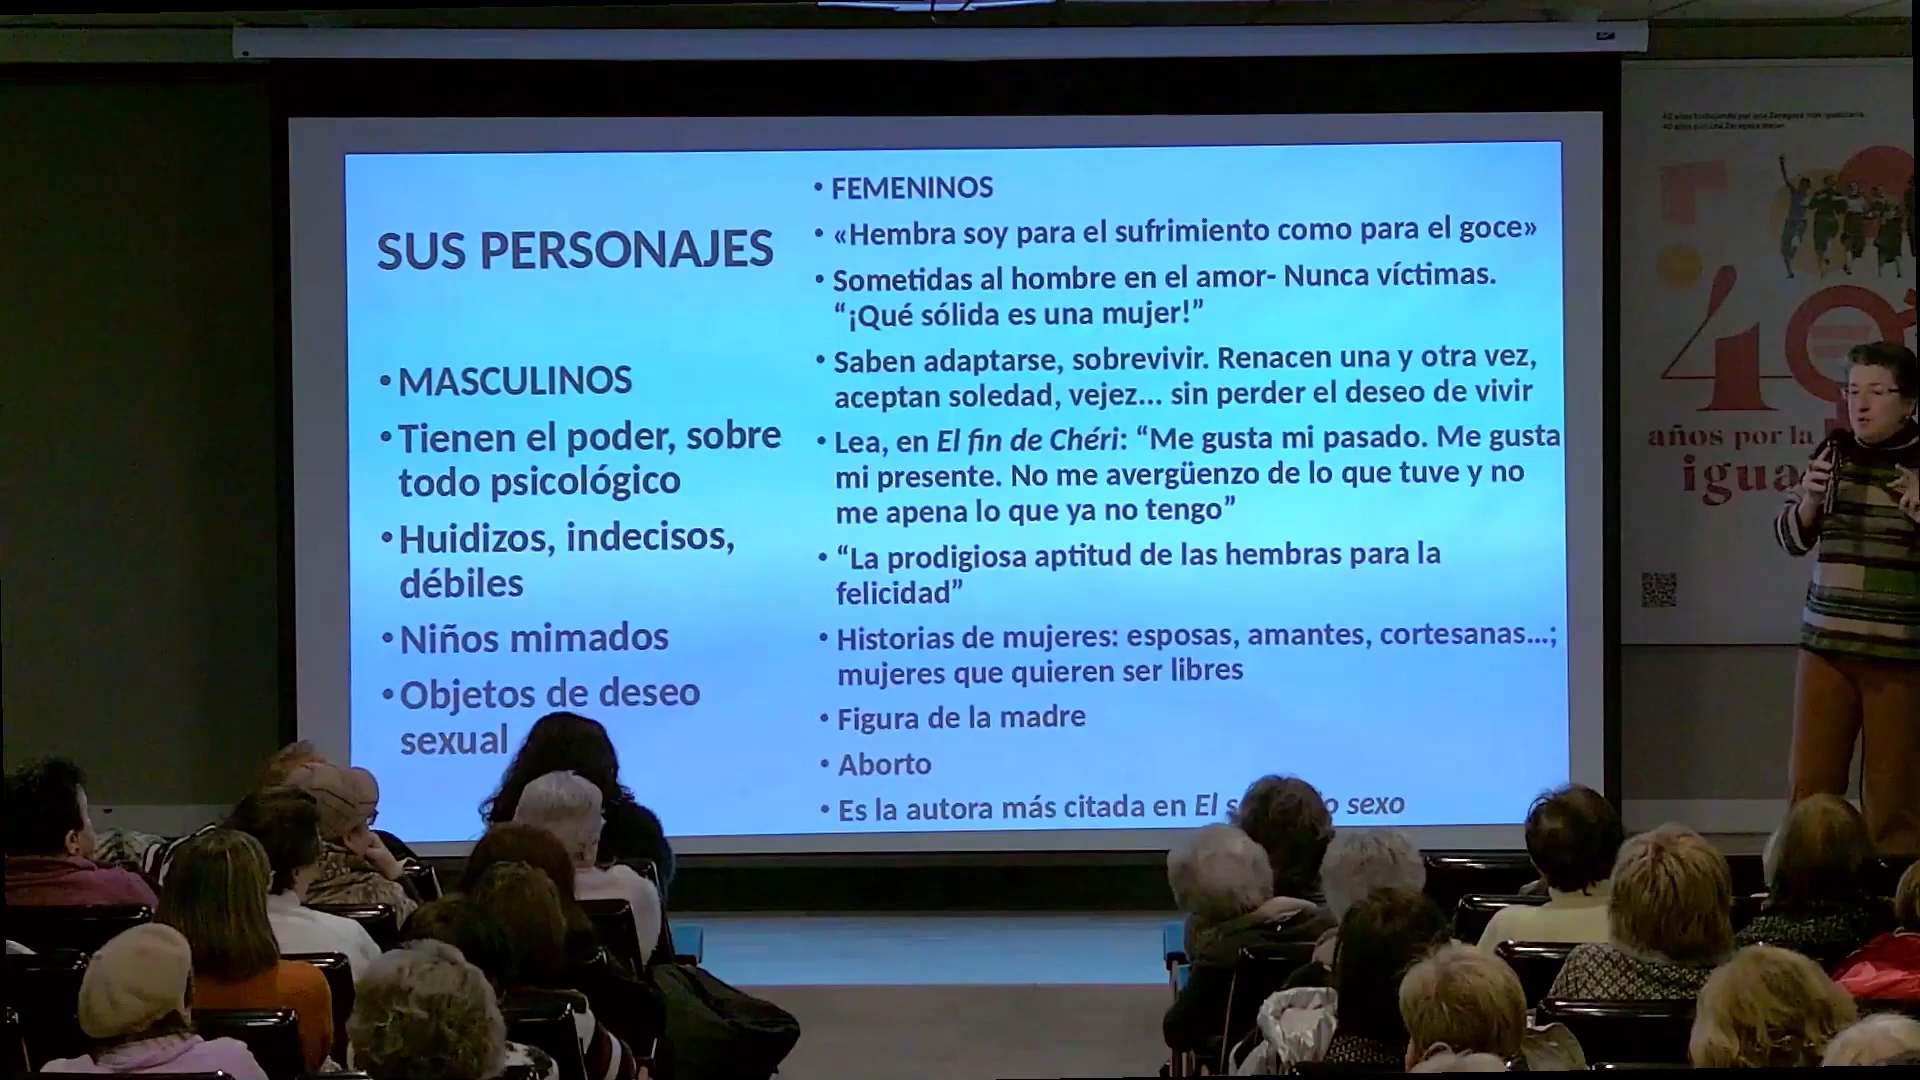 SUS PERSONAJES
• MASCULINOS
• Tienen el poder, sobre
todo psicológico
• Huidizos, indecisos,
débiles
• Niños mimados
• Objetos de deseo
sexual
• FEMENINOS
• «Hembra soy para el sufrimiento como para el goce»
• Sometidas al hombre en el amor- Nunca víctimas.
“¡Qué sólida es una mujer!”
• Saben adaptarse, sobrevivir. Renacen una y otra vez,
aceptan soledad, vejez... sin perder el deseo de vivir
• Lea, en El fin de Chéri: “Me gusta mi pasado. Me gusta
mi presente. No me avergüenzo de lo que tuve y no
me apena lo que ya no tengo”
• “La prodigiosa aptitud de las hembras para la
felicidad”
• Historias de mujeres: esposas, amantes, cortesanas...;
mujeres que quieren ser libres
• Figura de la madre
• Aborto
• Es la autora más citada en El sexo
40
años por la